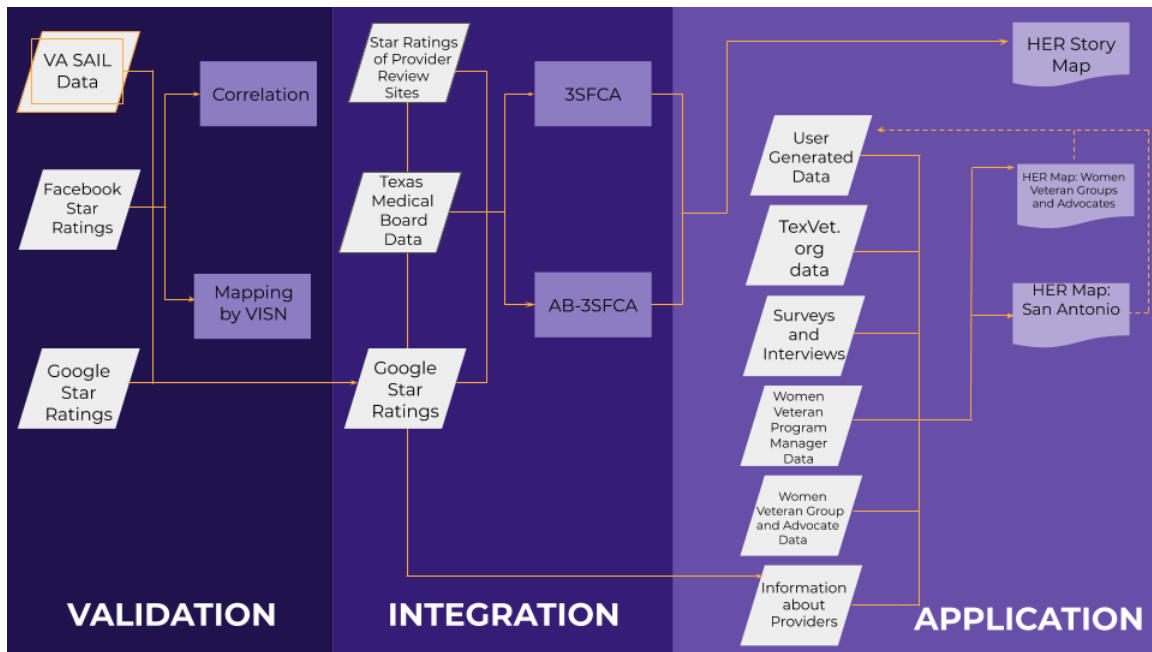 VA SAIL
Data
Correlation
Facebook
Star
Ratings
Mapping
by VISN
Google
Star
Ratings
VALIDATION
Star Ratings
of Provider
Review
Sites
3SFCA
Texas
Medical
Board
Data
AB-3SFCA
Google
Star
Ratings
INTEGRATION
HER Story
Map
User
Generated
Data
HER Map: Women
Veteran Groups
and Advocates
TexVet.
org
data
HER Map:
San Antonio
Surveys
and
Interviews
Women
Veteran
Program
Manager
Data
Women
Veteran Group
and Advocate
Data
Information
about
Providers
APPLICATION